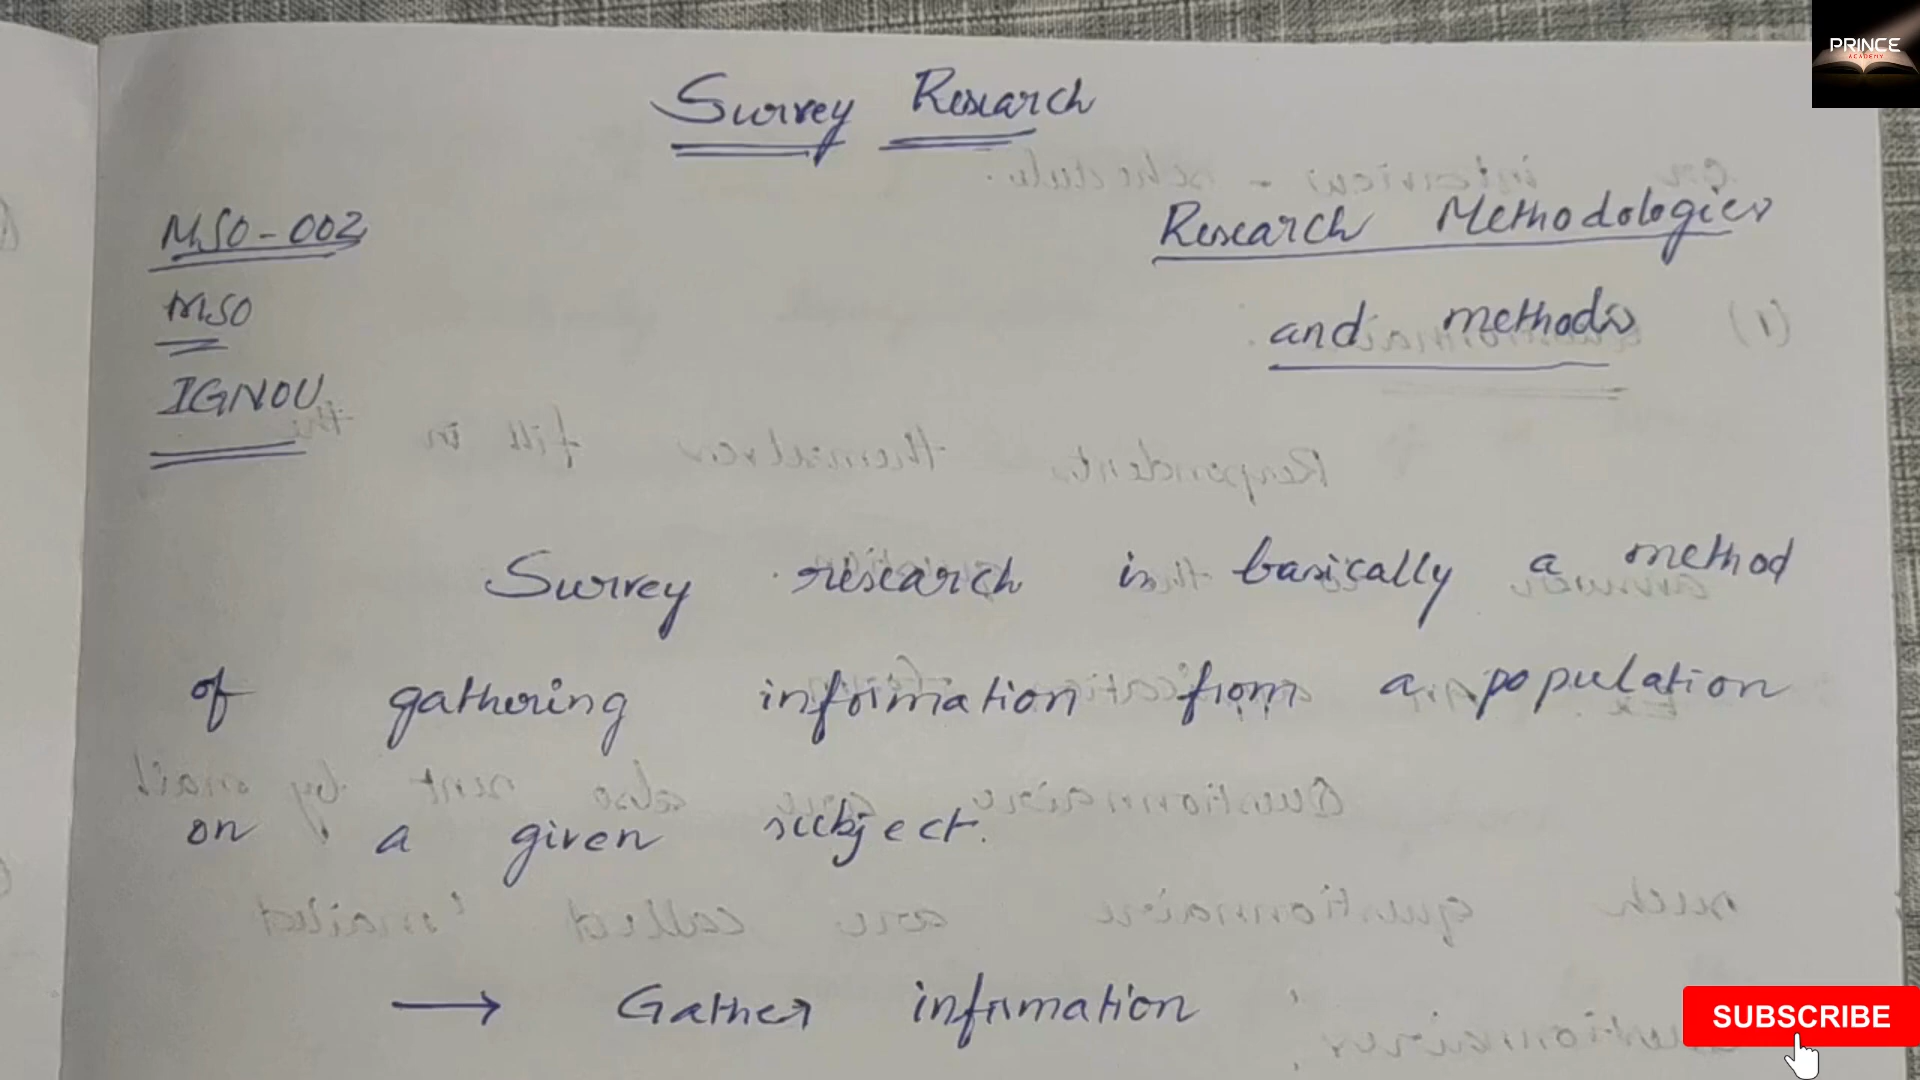 PRINCE
ACADEMY
Survey Research
MSO-002
Research Methodologies
MSO
and methods
IGNOU
Survey research is basically a method
of gathering information from a population
on a given subject.
→ Gather information
SUBSCRIBE